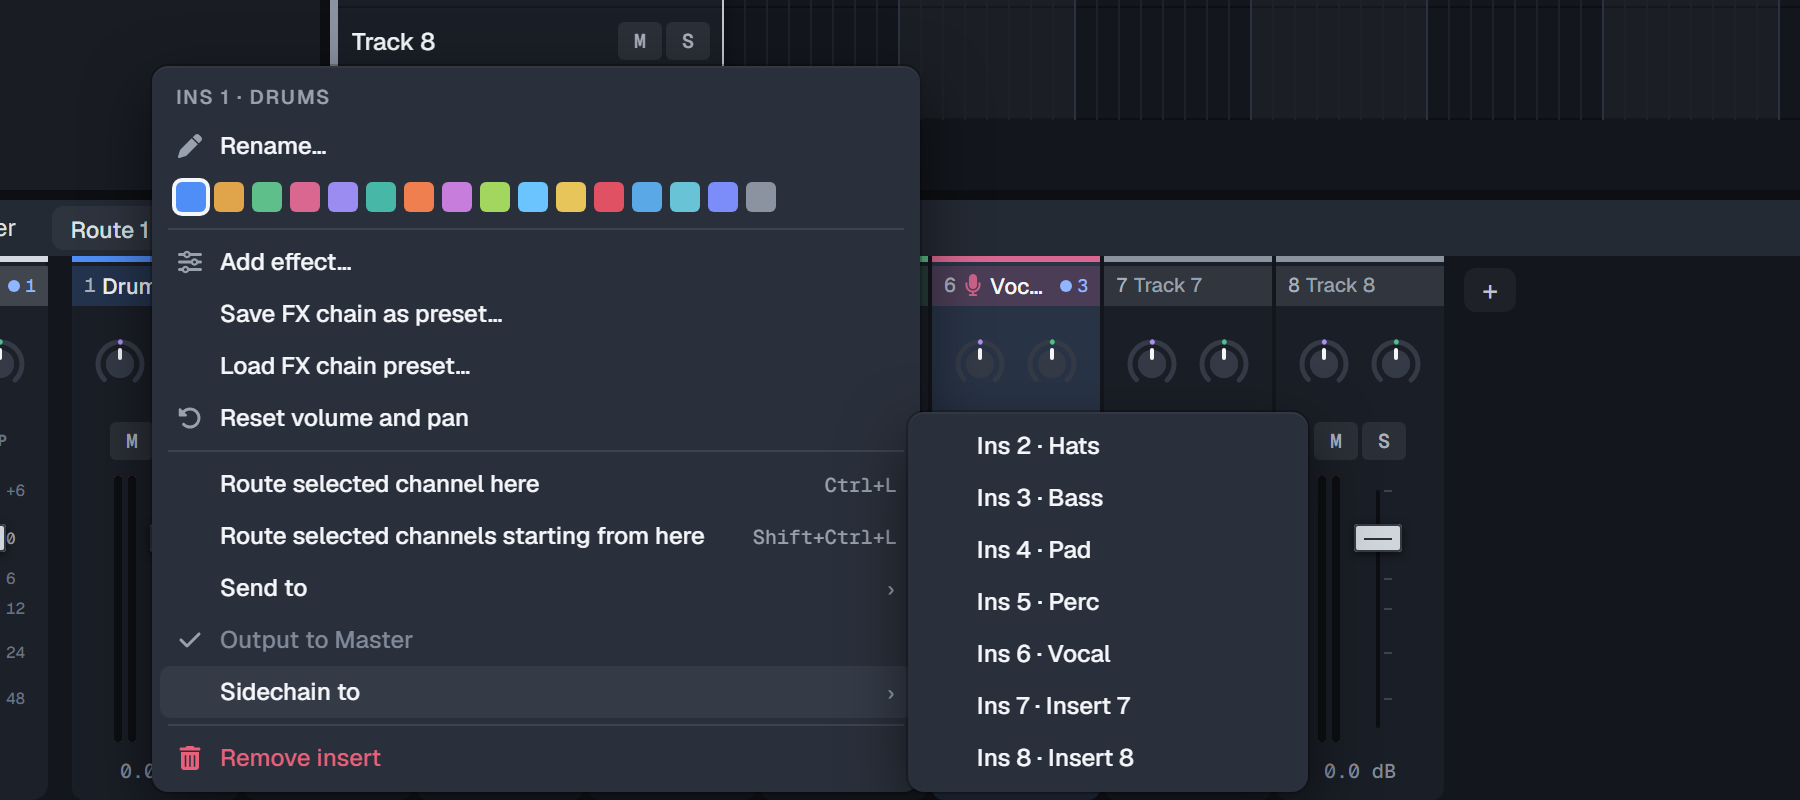 Track 8 M S
INS 1 · DRUMS
Rename...
Add effect...
Save FX chain as preset...
Load FX chain preset...
Reset volume and pan
Route selected channel here Ctrl+L
Route selected channels starting from here Shift+Ctrl+L
Send to ›
Output to Master
Sidechain to ›
Remove insert
Ins 2 · Hats
Ins 3 · Bass
Ins 4 · Pad
Ins 5 · Perc
Ins 6 · Vocal
Ins 7 · Insert 7
Ins 8 · Insert 8
er Route 1
1 1 Drum 6 Voc... 3 7 Track 7 8 Track 8 +
P M M S
+6
0
6
12
24
48
0.0 0.0 dB